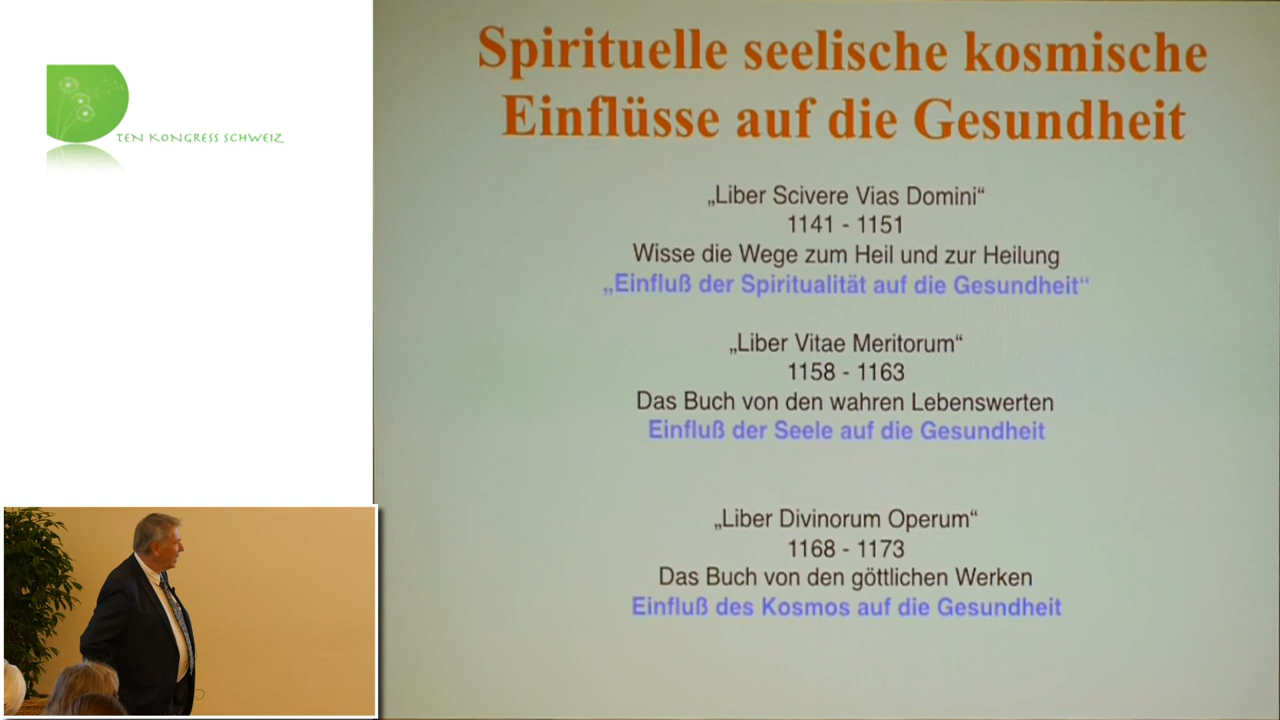 TEN KONGRESS SCHWEIZ
Spirituelle seelische kosmische
Einflüsse auf die Gesundheit
„Liber Scivere Vias Domini“
1141 - 1151
Wisse die Wege zum Heil und zur Heilung
„Einfluß der Spiritualität auf die Gesundheit“
„Liber Vitae Meritorum“
1158 - 1163
Das Buch von den wahren Lebenswerten
Einfluß der Seele auf die Gesundheit
„Liber Divinorum Operum“
1168 - 1173
Das Buch von den göttlichen Werken
Einfluß des Kosmos auf die Gesundheit